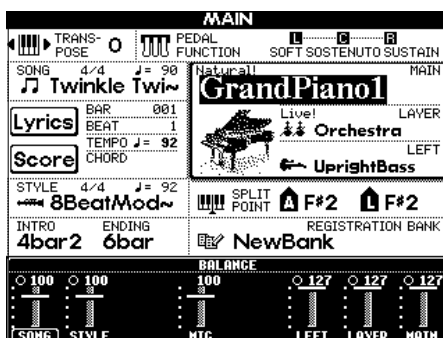 MAIN
TRANS-
POSE 0
PEDAL
FUNCTION
L C R
SOFT SOSTENUTO SUSTAIN
SONG 4/4 ♩= 90
Twinkle Twi~
Natural! MAIN
GrandPiano1
Lyrics
BAR 001
BEAT 1
TEMPO ♩= 92
CHORD
Score
Live! LAYER
Orchestra
LEFT
UprightBass
STYLE 4/4 ♩= 92
8BeatMod~
SPLIT
POINT A F#2 L F#2
INTRO ENDING
4bar2 6bar
REGISTRATION BANK
NewBank
BALANCE
100 100 100 127 127 127
SONG STYLE MIC LEFT LAYER MAIN